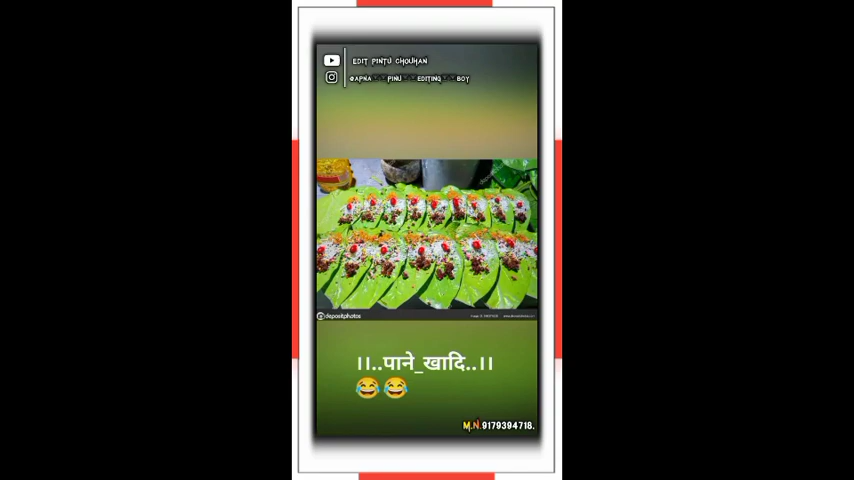 EDIT PINTU CHOUHAN
@APNA PINU EDITING BOY
depositphotos
।।..पाने_खादि..।।
😂😂
M.N.9179394718.